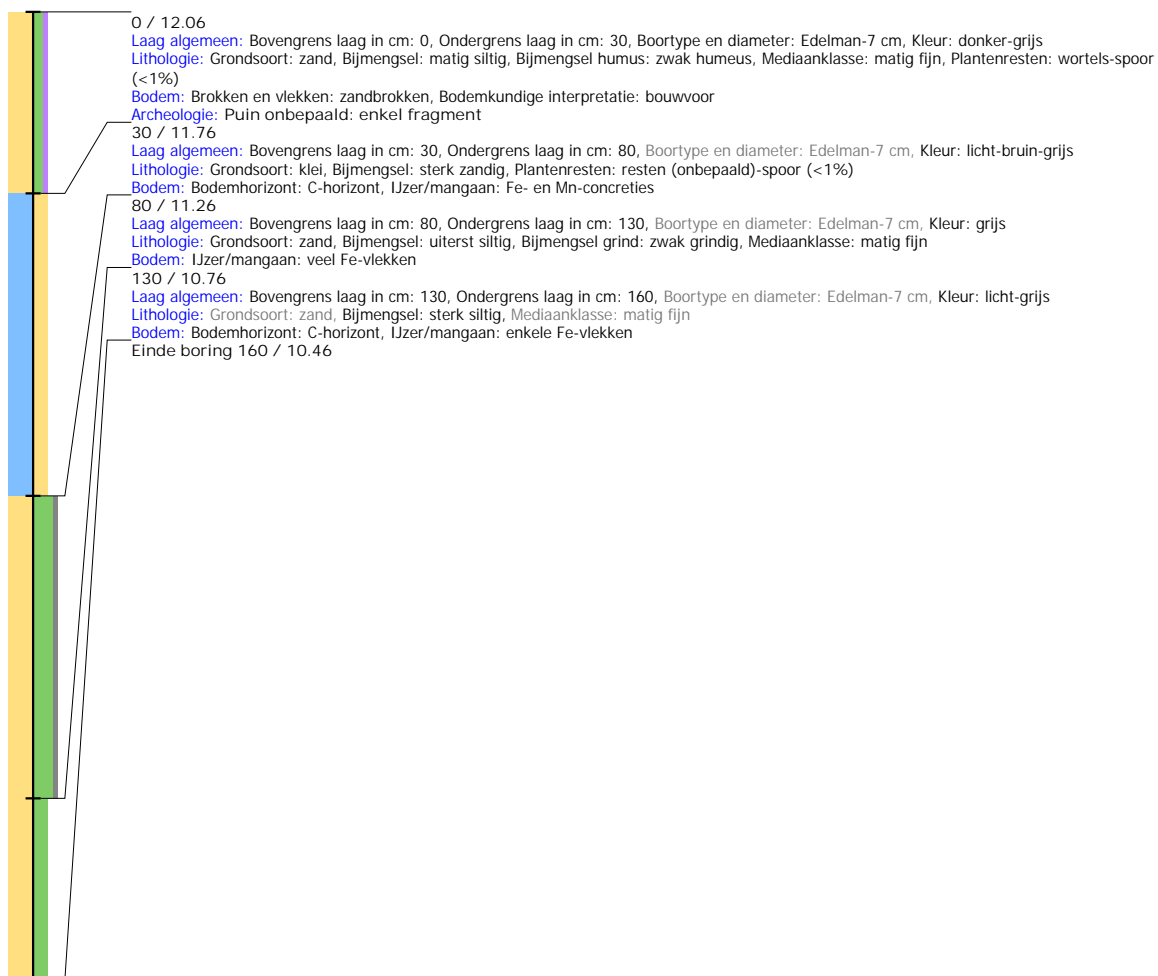 0 / 12.06
Laag algemeen: Bovengrens laag in cm: 0, Ondergrens laag in cm: 30, Boortype en diameter: Edelman-7 cm, Kleur: donker-grijs
Lithologie: Grondsoort: zand, Bijmengsel: matig siltig, Bijmengsel humus: zwak humeus, Mediaanklasse: matig fijn, Plantenresten: wortels-spoor
(<1%)
Bodem: Brokken en vlekken: zandbrokken, Bodemkundige interpretatie: bouwvoor
Archeologie: Puin onbepaald: enkel fragment
30 / 11.76
Laag algemeen: Bovengrens laag in cm: 30, Ondergrens laag in cm: 80, Boortype en diameter: Edelman-7 cm, Kleur: licht-bruin-grijs
Lithologie: Grondsoort: klei, Bijmengsel: sterk zandig, Plantenresten: resten (onbepaald)-spoor (<1%)
Bodem: Bodemhorizont: C-horizont, IJzer/mangaan: Fe- en Mn-concreties
80 / 11.26
Laag algemeen: Bovengrens laag in cm: 80, Ondergrens laag in cm: 130, Boortype en diameter: Edelman-7 cm, Kleur: grijs
Lithologie: Grondsoort: zand, Bijmengsel: uiterst siltig, Bijmengsel grind: zwak grindig, Mediaanklasse: matig fijn
Bodem: IJzer/mangaan: veel Fe-vlekken
130 / 10.76
Laag algemeen: Bovengrens laag in cm: 130, Ondergrens laag in cm: 160, Boortype en diameter: Edelman-7 cm, Kleur: licht-grijs
Lithologie: Grondsoort: zand, Bijmengsel: sterk siltig, Mediaanklasse: matig fijn
Bodem: Bodemhorizont: C-horizont, IJzer/mangaan: enkele Fe-vlekken
Einde boring 160 / 10.46